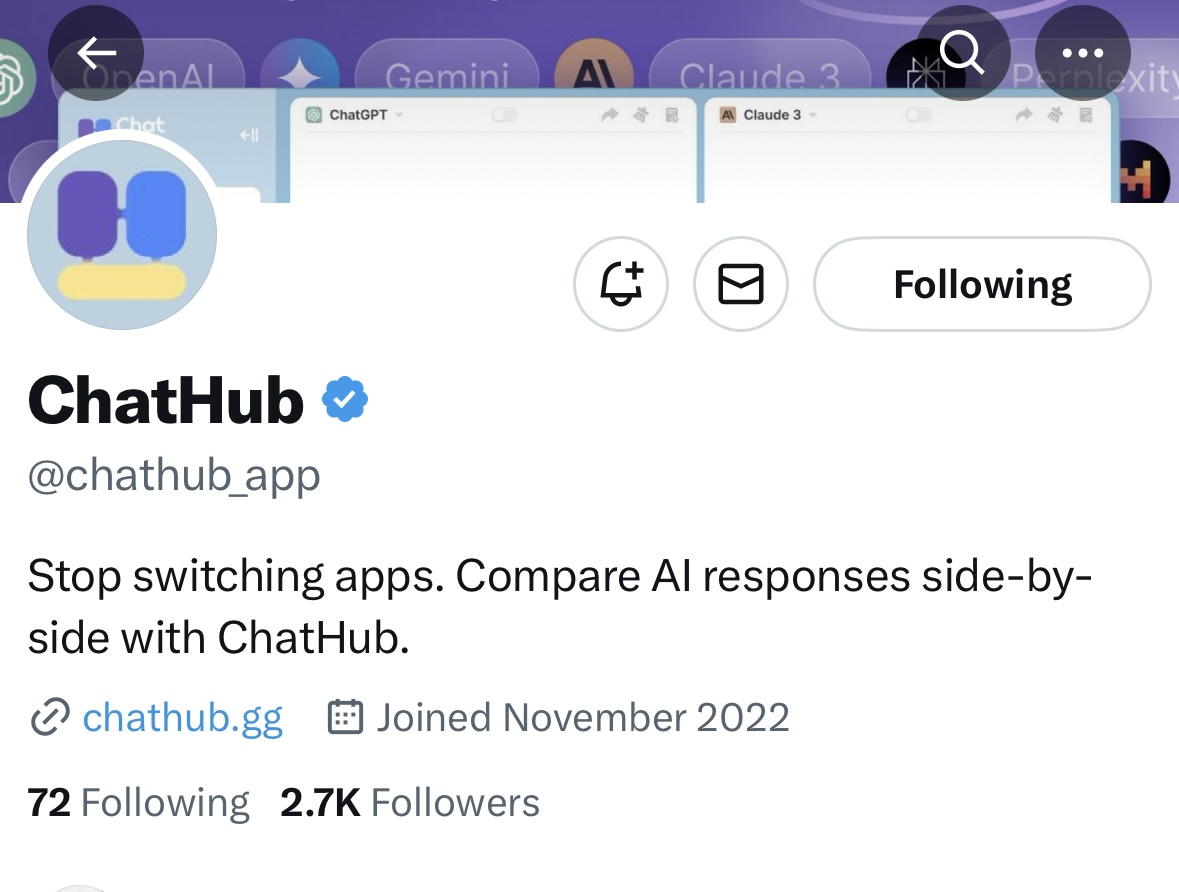 OpenAI Gemini Claude 3 Perplexity
Chat
ChatGPT
Claude 3
Following
ChatHub
@chathub_app
Stop switching apps. Compare AI responses side-by-
side with ChatHub.
chathub.gg Joined November 2022
72 Following 2.7K Followers